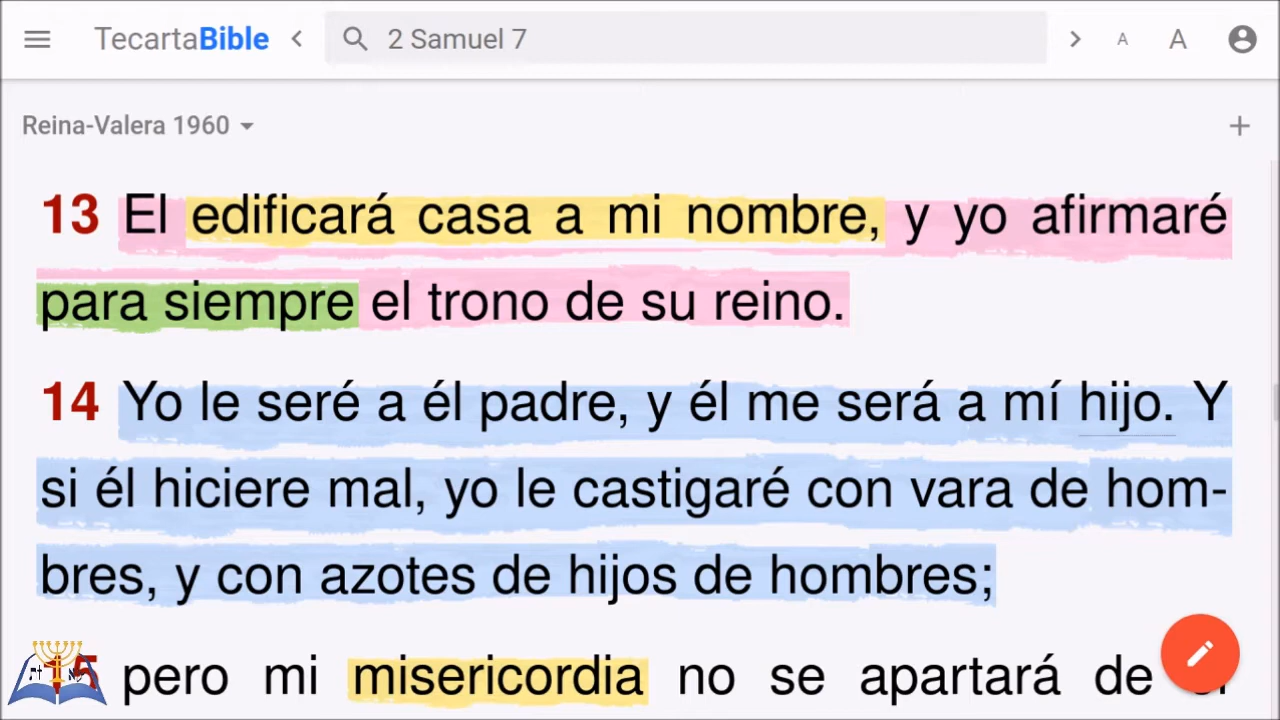 TecartaBible
2 Samuel 7
A A
Reina-Valera 1960
13 El edificará casa a mi nombre, y yo afirmaré
para siempre el trono de su reino.
14 Yo le seré a él padre, y él me será a mí hijo. Y
si él hiciere mal, yo le castigaré con vara de hom-
bres, y con azotes de hijos de hombres;
15 pero mi misericordia no se apartará de